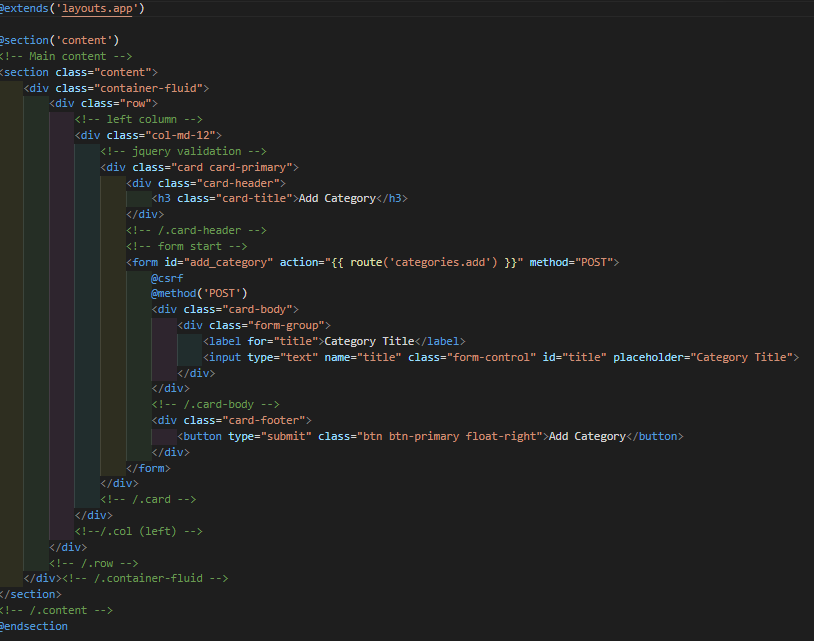 @extends('layouts.app')
@section('content')
<!-- Main content -->
<section class="content">
<div class="container-fluid">
<div class="row">
<!-- left column -->
<div class="col-md-12">
<!-- jquery validation -->
<div class="card card-primary">
<div class="card-header">
<h3 class="card-title">Add Category</h3>
</div>
<!-- /.card-header -->
<!-- form start -->
<form id="add_category" action="{{ route('categories.add') }}" method="POST">
@csrf
@method('POST')
<div class="card-body">
<div class="form-group">
<label for="title">Category Title</label>
<input type="text" name="title" class="form-control" id="title" placeholder="Category Title">
</div>
</div>
<!-- /.card-body -->
<div class="card-footer">
<button type="submit" class="btn btn-primary float-right">Add Category</button>
</div>
</form>
</div>
<!-- /.card -->
</div>
<!--/.col (left) -->
</div>
<!-- /.row -->
</div><!-- /.container-fluid -->
</section>
<!-- /.content -->
@endsection